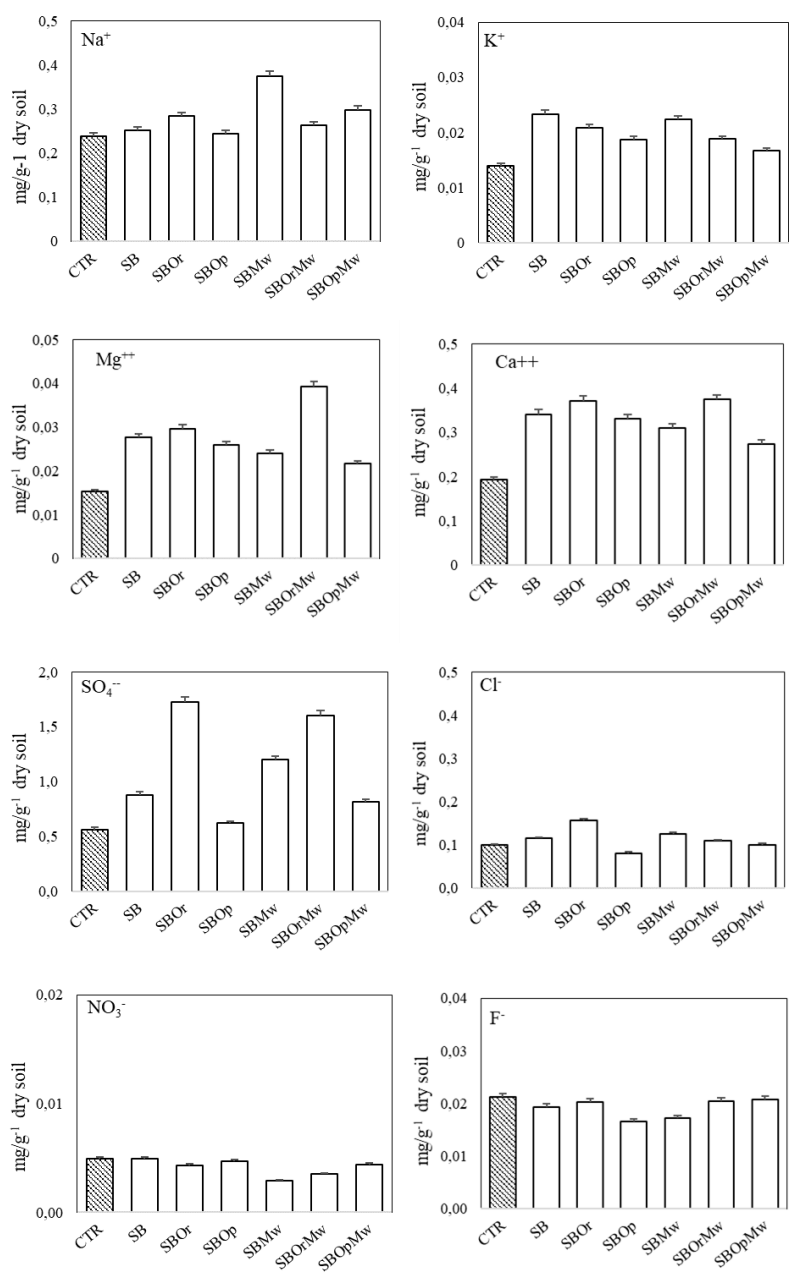 Na⁺
mg/g-1 dry soil
0,5
0,4
0,3
0,2
0,1
0
CTR SB SBOr SBOp SBMw SBOrMw SBOpMw
K⁺
mg/g⁻¹ dry soil
0,04
0,03
0,02
0,01
0
CTR SB SBOr SBOp SBMw SBOrMw SBOpMw
Mg⁺⁺
mg/g⁻¹ dry soil
0,05
0,04
0,03
0,02
0,01
0
CTR SB SBOr SBOp SBMw SBOrMw SBOpMw
Ca++
mg/g⁻¹ dry soil
0,5
0,4
0,3
0,2
0,1
0
CTR SB SBOr SBOp SBMw SBOrMw SBOpMw
SO₄⁻⁻
mg/g⁻¹ dry soil
2,0
1,5
1,0
0,5
0,0
CTR SB SBOr SBOp SBMw SBOrMw SBOpMw
Cl⁻
mg/g⁻¹ dry soil
0,5
0,4
0,3
0,2
0,1
0,0
CTR SB SBOr SBOp SBMw SBOrMw SBOpMw
NO₃⁻
mg/g⁻¹ dry soil
0,02
0,01
0,00
CTR SB SBOr SBOp SBMw SBOrMw SBOpMw
F⁻
mg/g⁻¹ dry soil
0,04
0,03
0,02
0,01
0,00
CTR SB SBOr SBOp SBMw SBOrMw SBOpMw